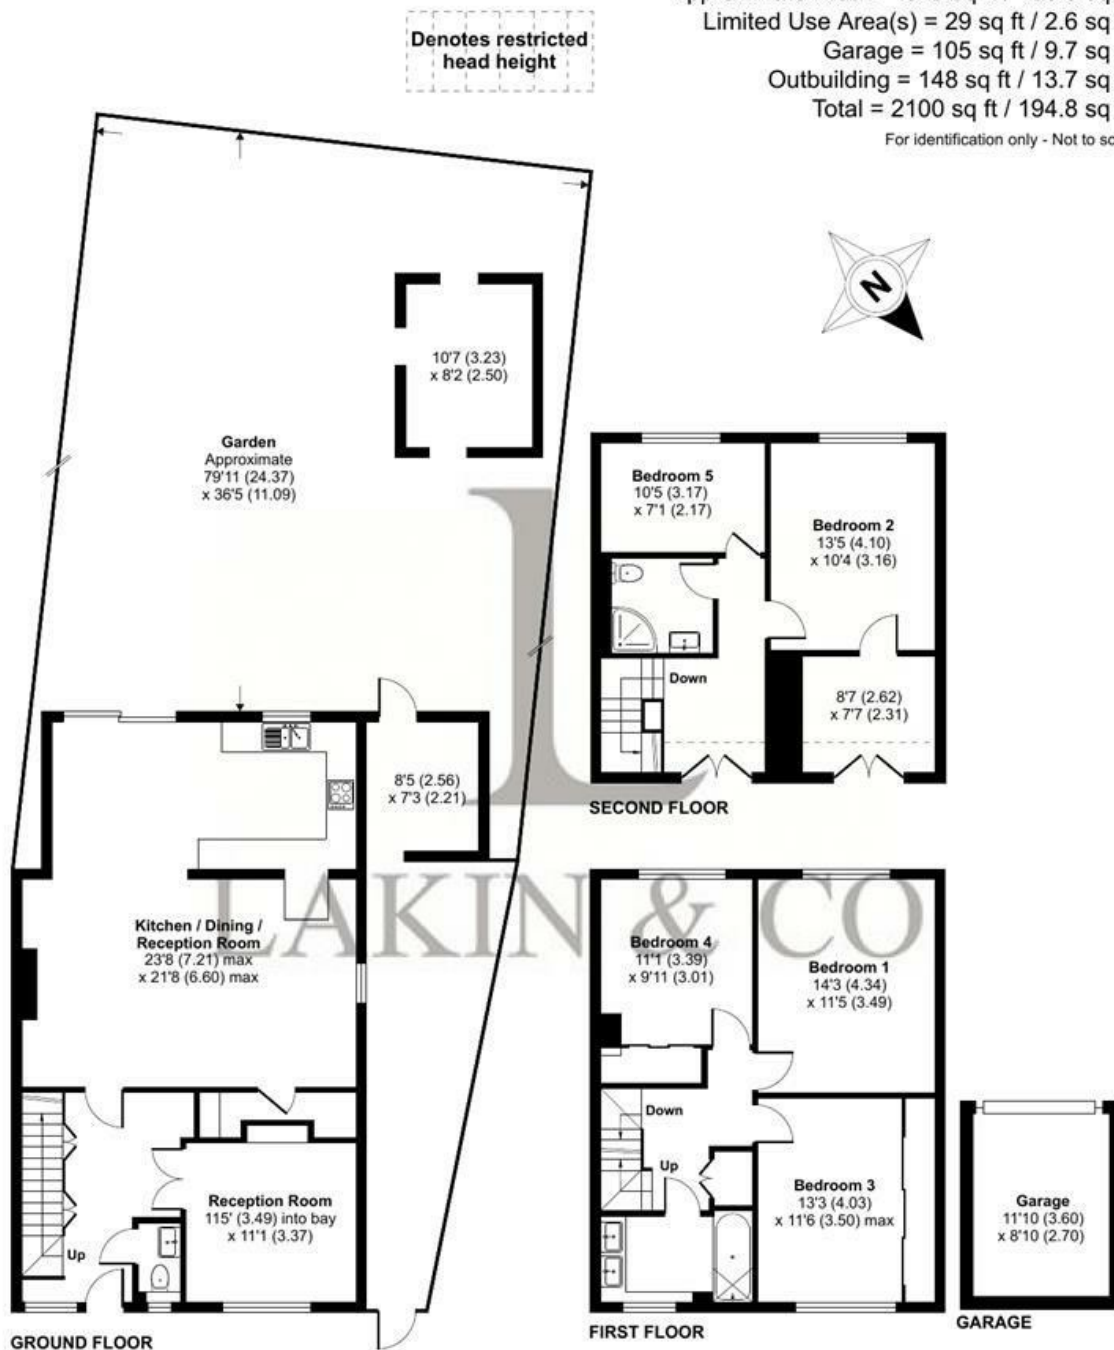 Limited Use Area(s) = 29 sq ft / 2.6 sq
Garage = 105 sq ft / 9.7 sq
Outbuilding = 148 sq ft / 13.7 sq
Total = 2100 sq ft / 194.8 sq
For identification only - Not to sc
Denotes restricted
head height
N
10'7 (3.23)
x 8'2 (2.50)
Garden
Approximate
79'11 (24.37)
x 36'5 (11.09)
Bedroom 5
10'5 (3.17)
x 7'1 (2.17)
Bedroom 2
13'5 (4.10)
x 10'4 (3.16)
Down
8'7 (2.62)
x 7'7 (2.31)
SECOND FLOOR
8'5 (2.56)
x 7'3 (2.21)
L
LAKIN & CO
Kitchen / Dining /
Reception Room
23'8 (7.21) max
x 21'8 (6.60) max
Reception Room
115' (3.49) into bay
x 11'1 (3.37)
Up
GROUND FLOOR
Bedroom 4
11'1 (3.39)
x 9'11 (3.01)
Bedroom 1
14'3 (4.34)
x 11'5 (3.49)
Down
Up
Bedroom 3
13'3 (4.03)
x 11'6 (3.50) max
FIRST FLOOR
Garage
11'10 (3.60)
x 8'10 (2.70)
GARAGE